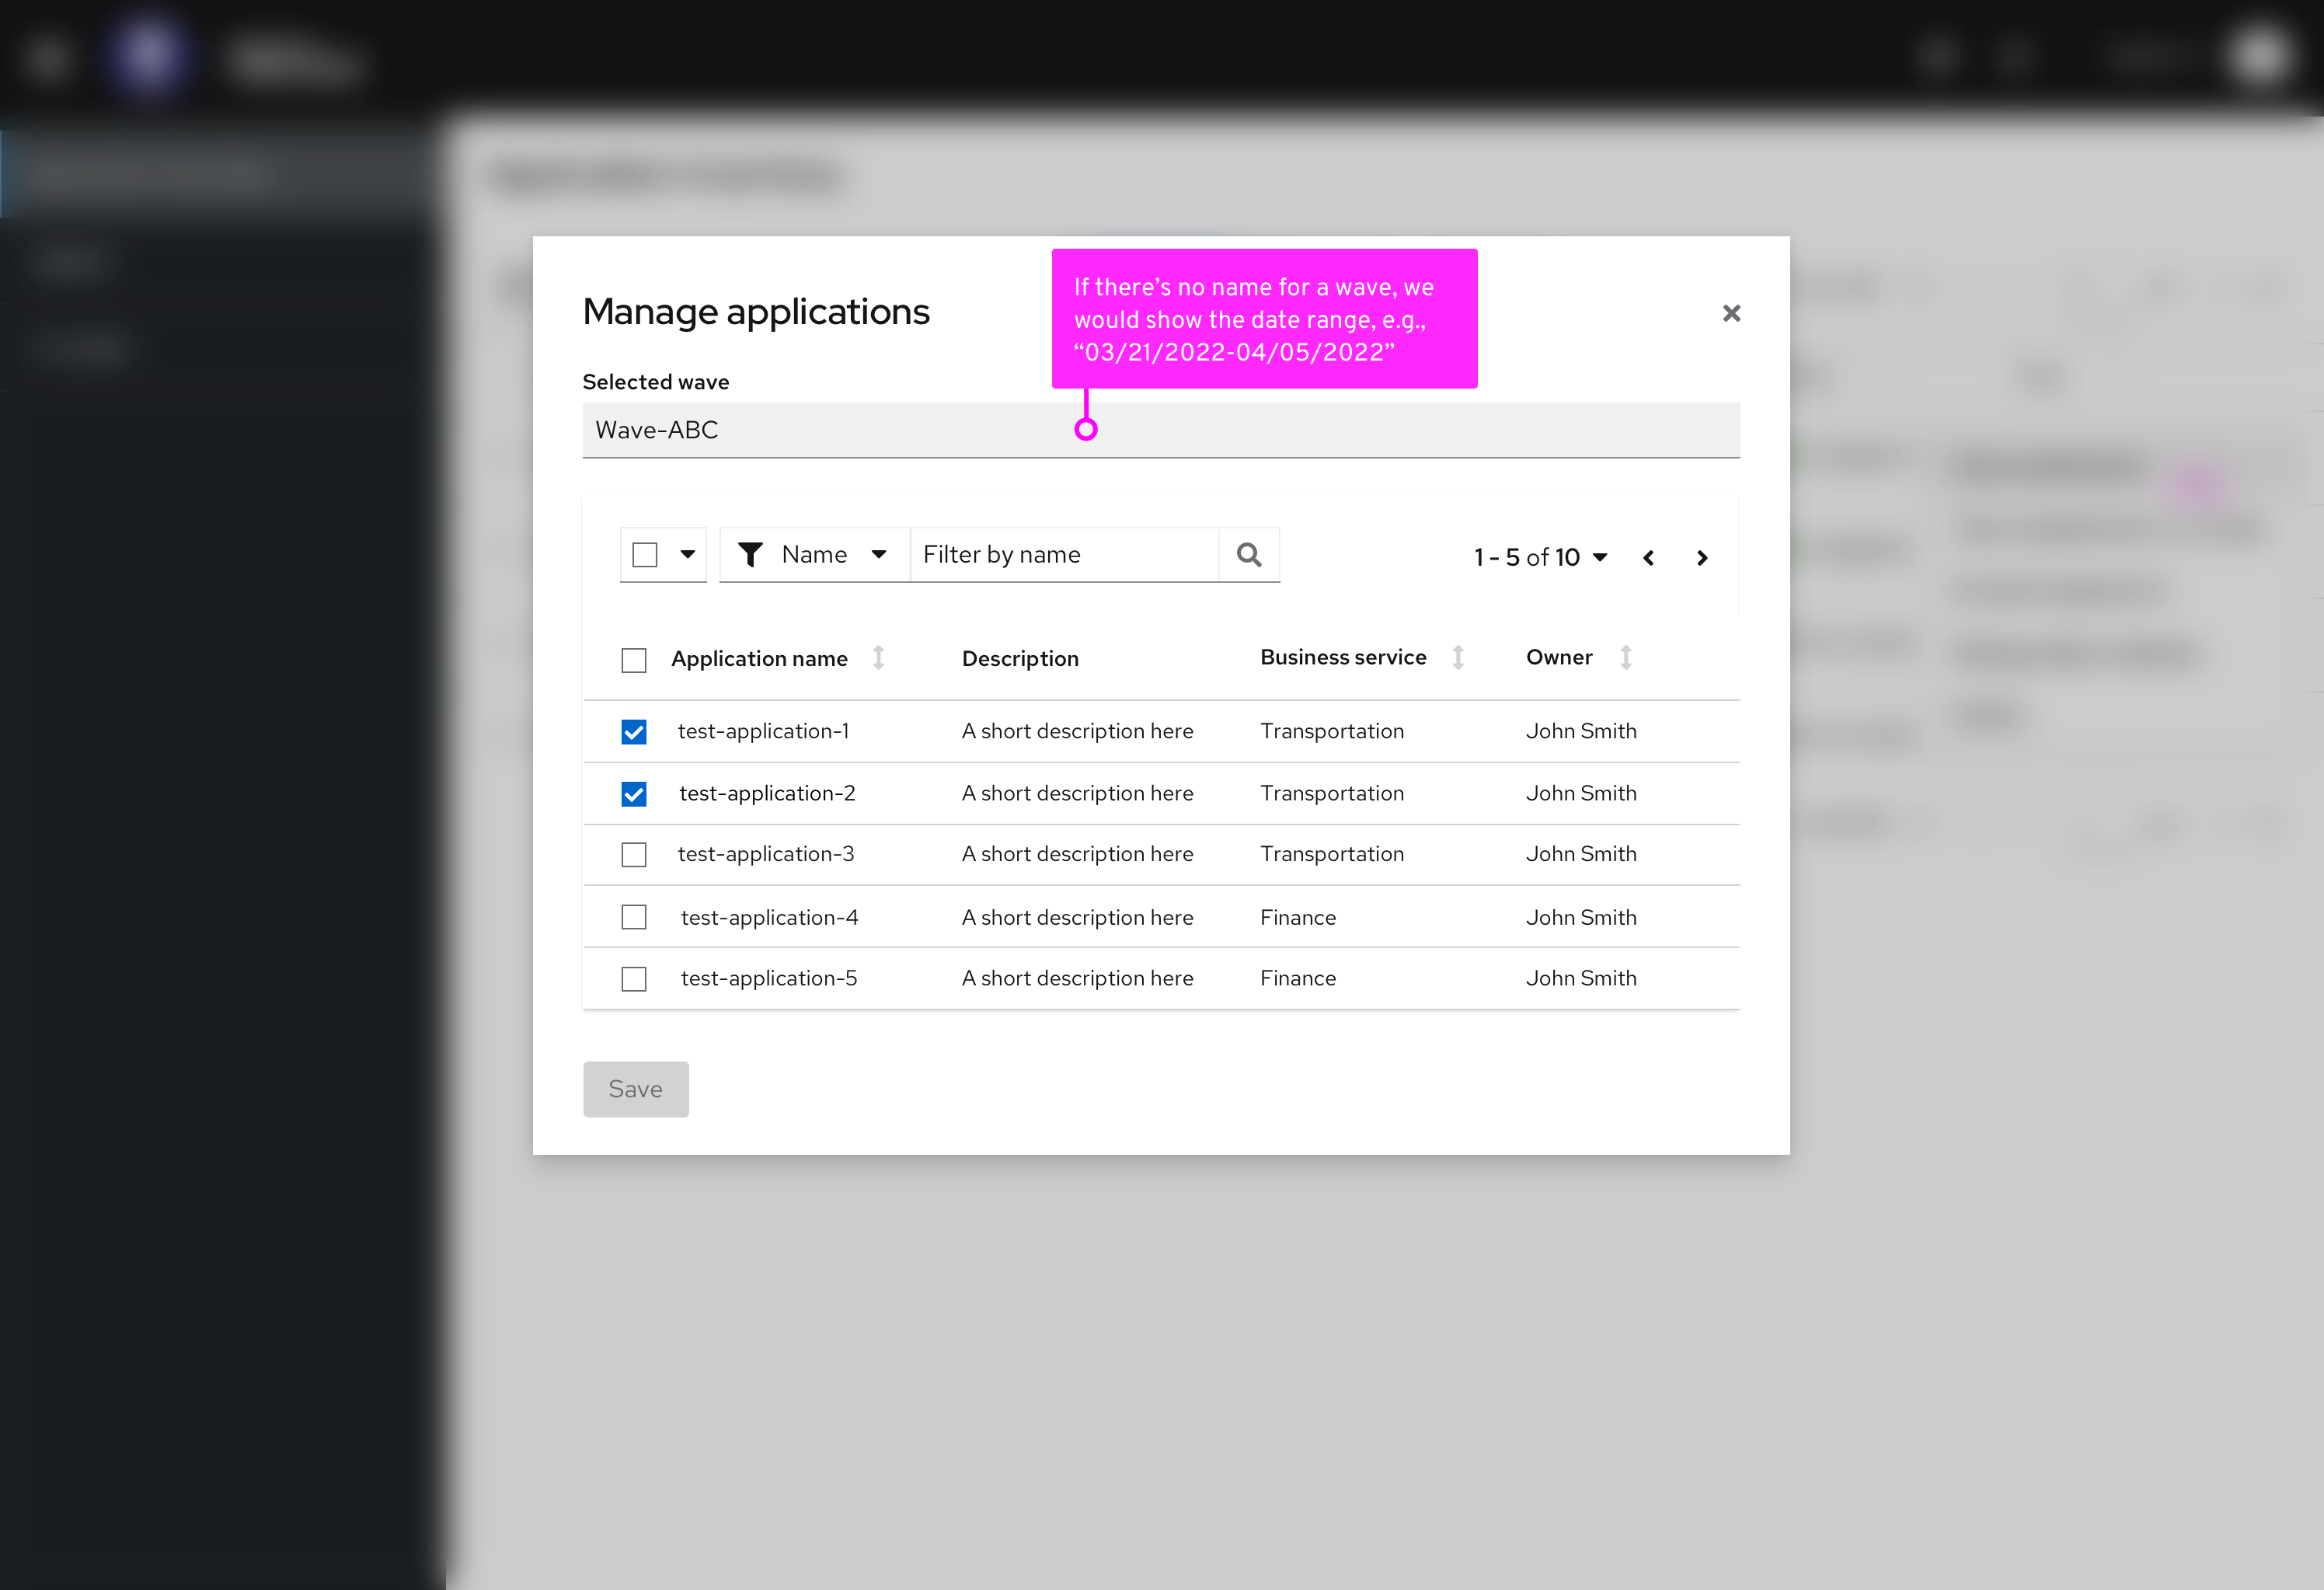 Manage applications
If there’s no name for a wave, we
would show the date range, e.g.,
“03/21/2022-04/05/2022”
Selected wave
Wave-ABC
Name Filter by name 1 - 5 of 10
Application name Description Business service Owner
test-application-1 A short description here Transportation John Smith
test-application-2 A short description here Transportation John Smith
test-application-3 A short description here Transportation John Smith
test-application-4 A short description here Finance John Smith
test-application-5 A short description here Finance John Smith
Save